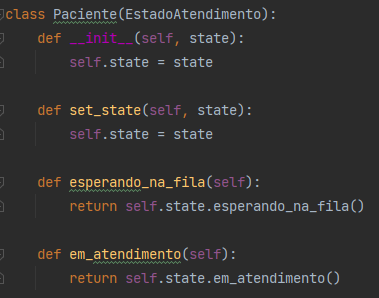 class Paciente(EstadoAtendimento):
    def __init__(self, state):
        self.state = state
    def set_state(self, state):
        self.state = state
    def esperando_na_fila(self):
        return self.state.esperando_na_fila()
    def em_atendimento(self):
        return self.state.em_atendimento()